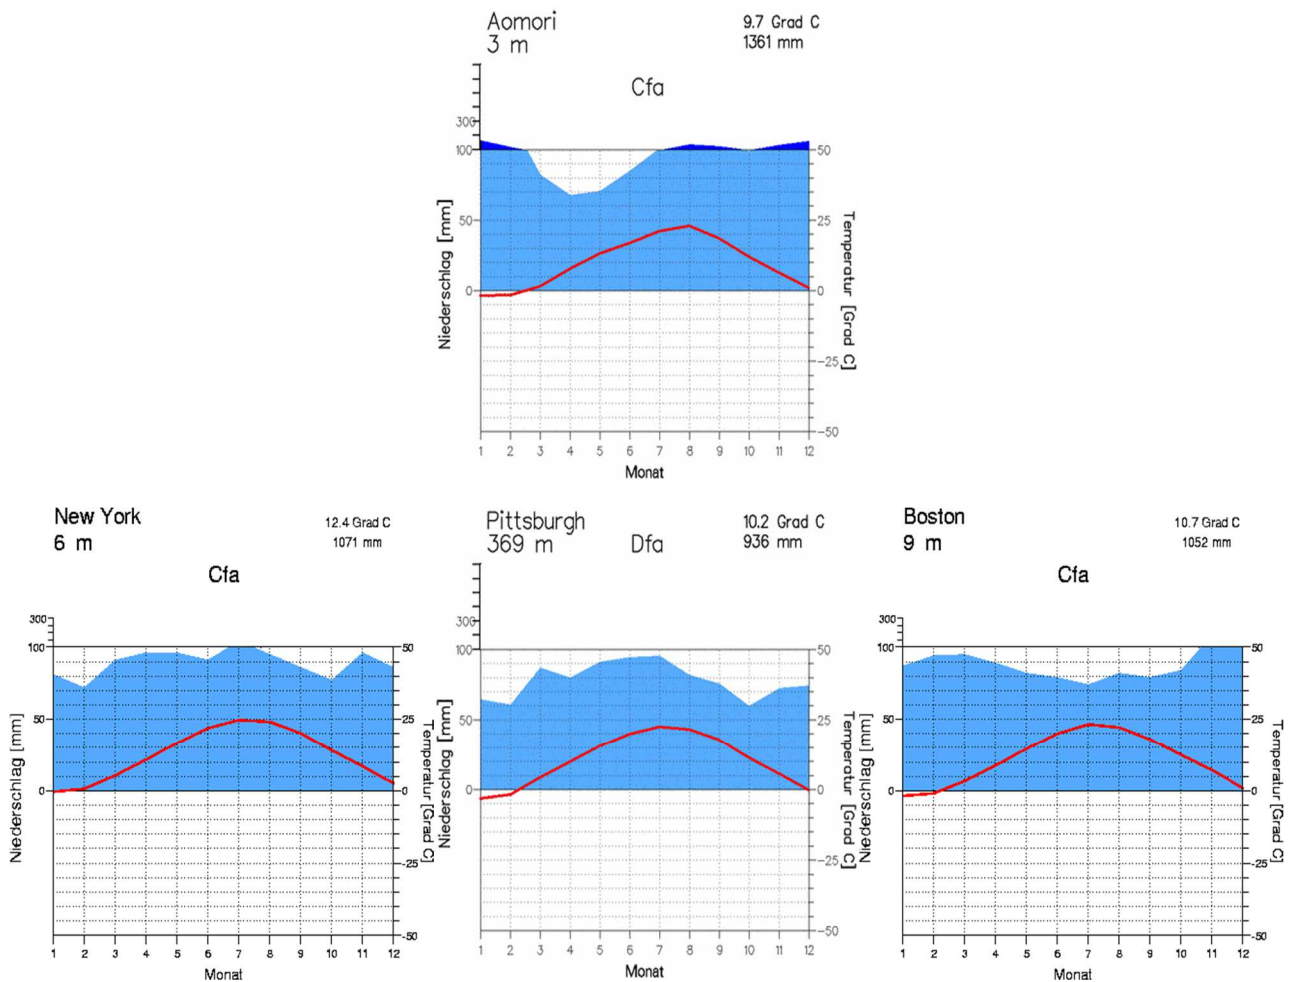 Aomori
3 m
9.7 Grad C
1361 mm
Cfa
300
100
50
0
50
25
0
-25
-50
Niederschlag [mm]
Temperatur [Grad C]
1 2 3 4 5 6 7 8 9 10 11 12
Monat
New York
6 m
12.4 Grad C
1071 mm
Cfa
300
100
50
0
50
25
0
-25
-50
Niederschlag [mm]
Temperatur [Grad C]
1 2 3 4 5 6 7 8 9 10 11 12
Monat
Pittsburgh
369 m
Dfa
10.2 Grad C
936 mm
300
100
50
0
50
25
0
-25
-50
Niederschlag [mm]
Temperatur [Grad C]
1 2 3 4 5 6 7 8 9 10 11 12
Monat
Boston
9 m
10.7 Grad C
1052 mm
Cfa
300
100
50
0
50
25
0
-25
-50
Niederschlag [mm]
Temperatur [Grad C]
1 2 3 4 5 6 7 8 9 10 11 12
Monat